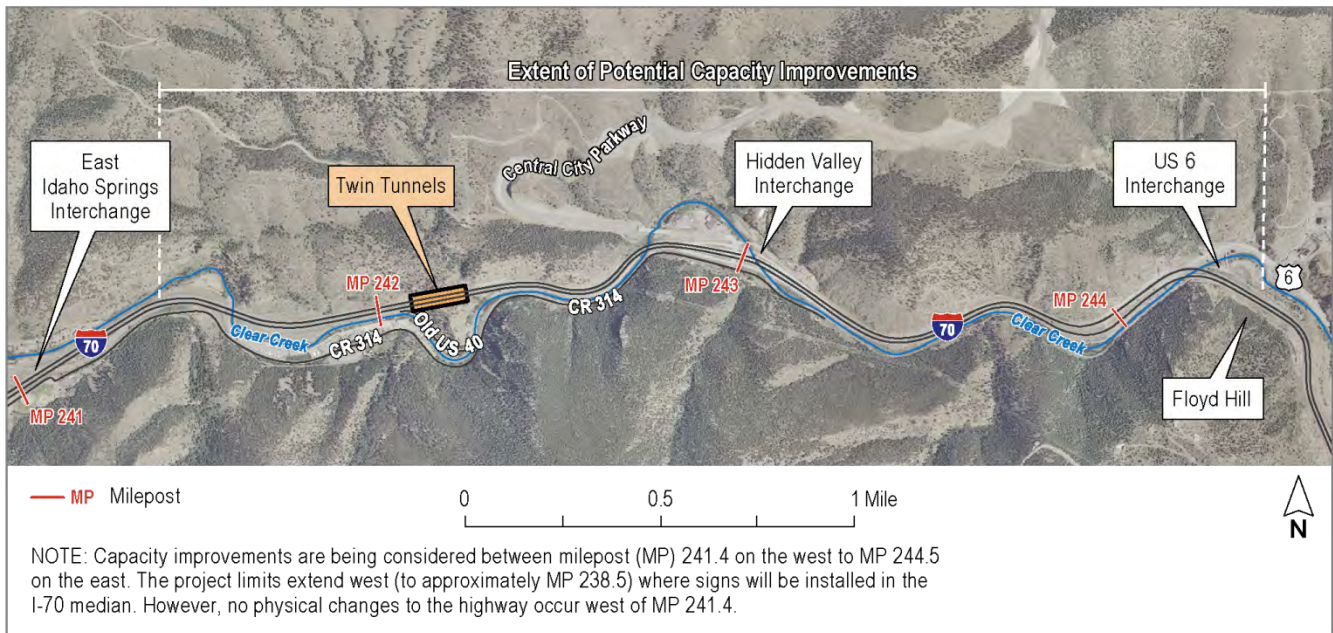 Extent of Potential Capacity Improvements
East
Idaho Springs
Interchange
Twin Tunnels
Central City Parkway
Hidden Valley
Interchange
US 6
Interchange
6
MP 242
MP 243
MP 244
CR 314
Old US 40
Clear Creek
CR 314
70
70
Clear Creek
MP 241
Floyd Hill
MP Milepost
0 0.5 1 Mile
N
NOTE: Capacity improvements are being considered between milepost (MP) 241.4 on the west to MP 244.5
on the east. The project limits extend west (to approximately MP 238.5) where signs will be installed in the
I-70 median. However, no physical changes to the highway occur west of MP 241.4.